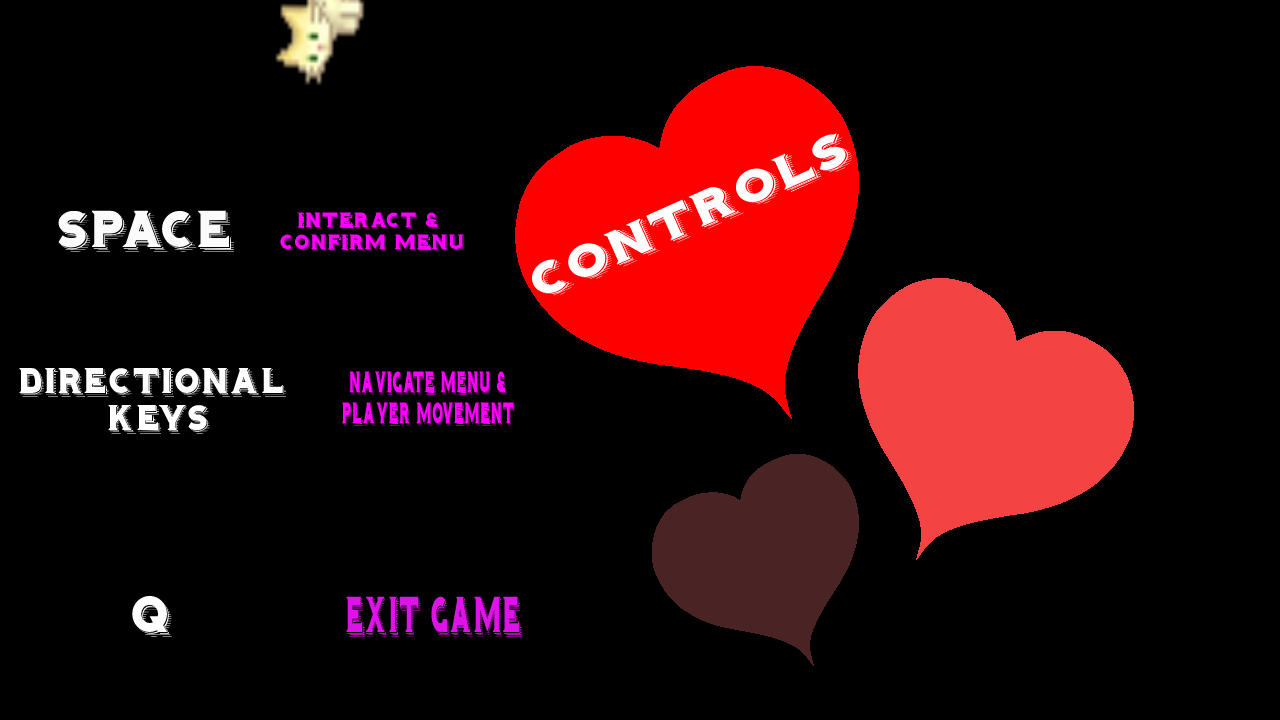 CONTROLS
SPACE
INTERACT &
CONFIRM MENU
DIRECTIONAL
KEYS
NAVIGATE MENU &
PLAYER MOVEMENT
Q
EXIT GAME